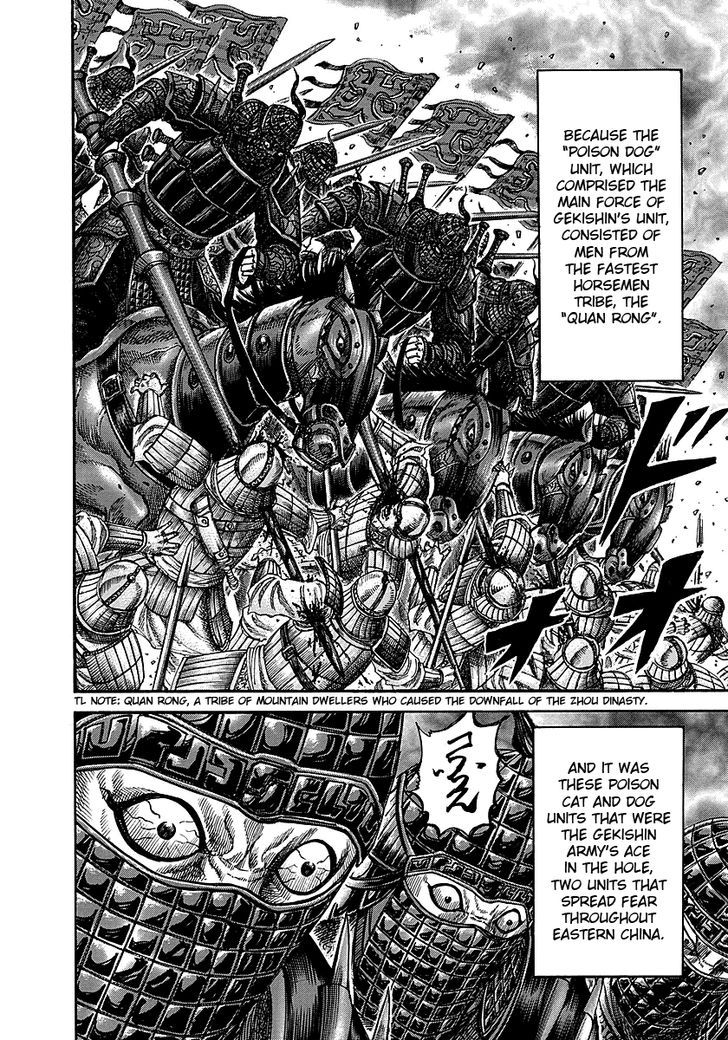 BECAUSE THE
"POISON DOG"
UNIT, WHICH
COMPRISED THE
MAIN FORCE OF
GEKISHIN'S UNIT,
CONSISTED OF
MEN FROM
THE FASTEST
HORSEMEN
TRIBE, THE
"QUAN RONG".
ドオオ
TL NOTE: QUAN RONG, A TRIBE OF MOUNTAIN DWELLERS WHO CAUSED THE DOWNFALL OF THE ZHOU DINASTY.
AND IT WAS
THESE POISON
CAT AND DOG
UNITS THAT WERE
THE GEKISHIN
ARMY'S ACE
IN THE HOLE,
TWO UNITS THAT
SPREAD FEAR
THROUGHOUT
EASTERN CHINA.